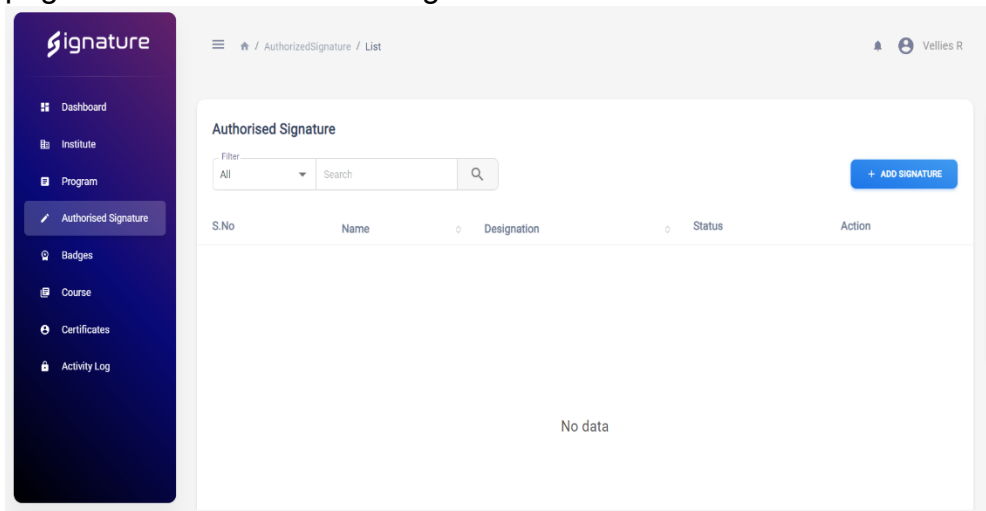 Signature
/ AuthorizedSignature / List
Vellies R
Dashboard
Institute
Program
Authorised Signature
Badges
Course
Certificates
Activity Log
Authorised Signature
Filter
All
Search
+ ADD SIGNATURE
S.No Name Designation Status Action
No data